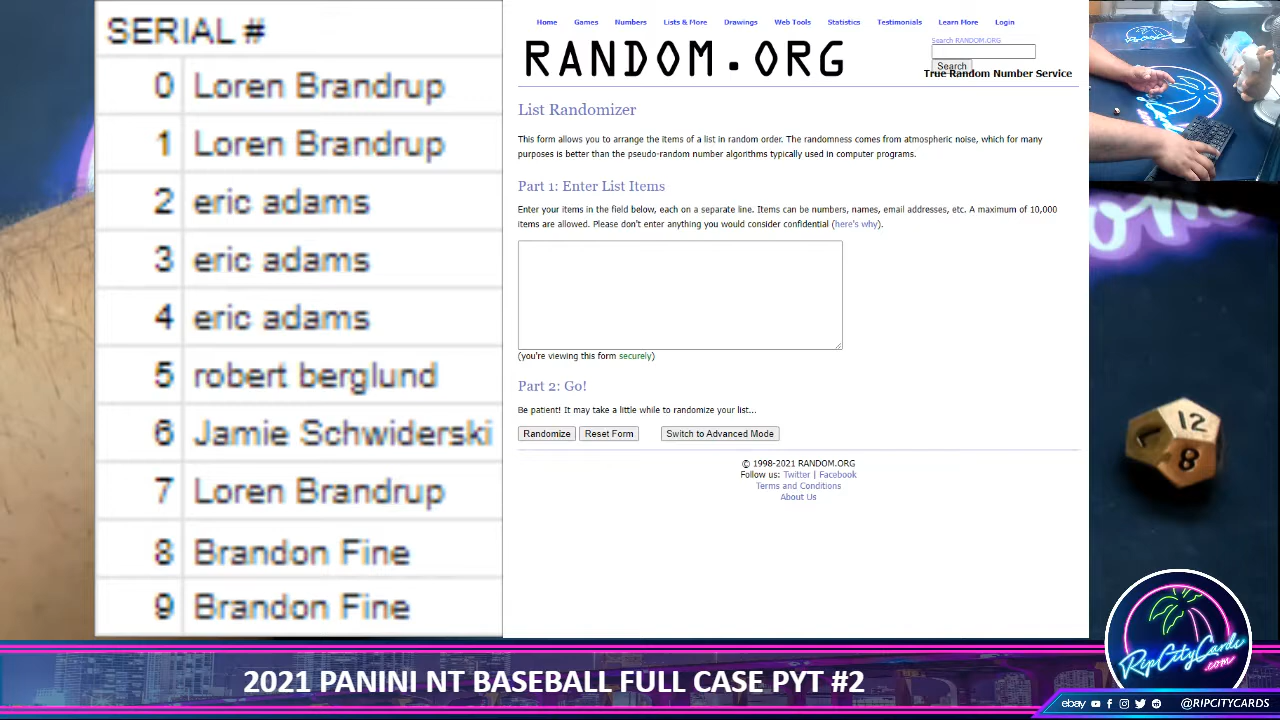 SERIAL #
0 Loren Brandrup
1 Loren Brandrup
2 eric adams
3 eric adams
4 eric adams
5 robert berglund
6 Jamie Schwiderski
7 Loren Brandrup
8 Brandon Fine
9 Brandon Fine
Home Games Numbers Lists & More Drawings Web Tools Statistics Testimonials Learn More Login
RANDOM.ORG
Search RANDOM.ORG
Search
True Random Number Service
List Randomizer
This form allows you to arrange the items of a list in random order. The randomness comes from atmospheric noise, which for many
purposes is better than the pseudo-random number algorithms typically used in computer programs.
Part 1: Enter List Items
Enter your items in the field below, each on a separate line. Items can be numbers, names, email addresses, etc. A maximum of 10,000
items are allowed. Please don't enter anything you would consider confidential (here's why).
(you're viewing this form securely)
Part 2: Go!
Be patient! It may take a little while to randomize your list...
Randomize Reset Form Switch to Advanced Mode
© 1998-2021 RANDOM.ORG
Follow us: Twitter | Facebook
Terms and Conditions
About Us
12
8
2021 PANINI NT BASEBALL FULL CASE PYT #2
RipCityCards
.com
ebay @RIPCITYCARDS